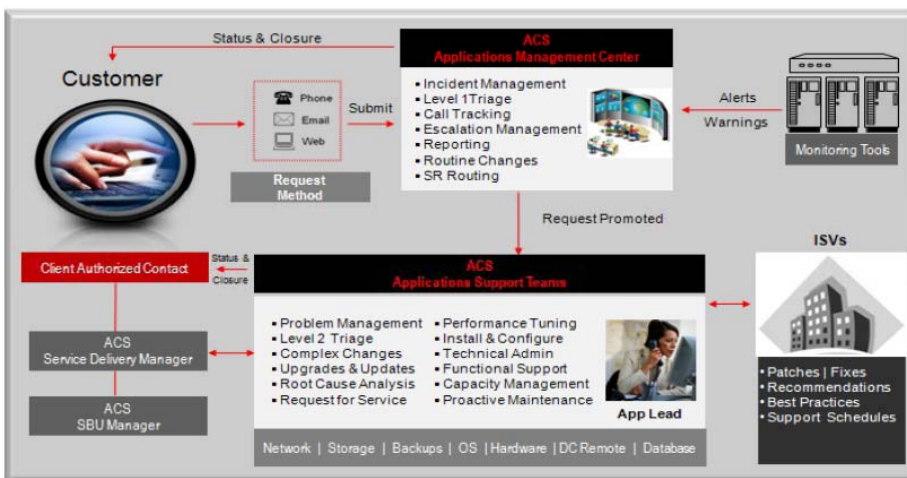 Status & Closure
ACS
Applications Management Center
Customer
Phone
Email
Web
Submit
Request
Method
▪ Incident Management
▪ Level 1Triage
▪ Call Tracking
▪ Escalation Management
▪ Reporting
▪ Routine Changes
▪ SR Routing
Alerts
Warnings
Monitoring Tools
Request Promoted
ISVs
Client Authorized Contact
Status &
Closure
ACS
Applications Support Teams
ACS
Service Delivery Manager
ACS
SBU Manager
▪ Problem Management
▪ Level 2 Triage
▪ Complex Changes
▪ Upgrades & Updates
▪ Root Cause Analysis
▪ Request for Service
▪ Performance Tuning
▪ Install & Configure
▪ Technical Admin
▪ Functional Support
▪ Capacity Management
▪ Proactive Maintenance
App Lead
Network | Storage | Backups | OS | Hardware | DC Remote | Database
• Patches | Fixes
• Recommendations
• Best Practices
• Support Schedules